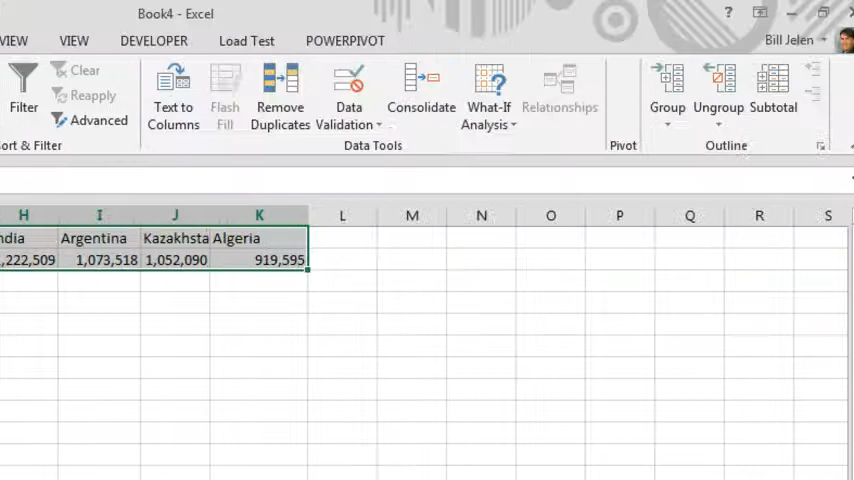 Book4 - Excel
?
VIEW VIEW DEVELOPER Load Test POWERPIVOT Bill Jelen
Filter Clear Reapply Advanced
Text to Columns Flash Fill Remove Duplicates Data Validation Consolidate What-If Analysis Relationships Group Ungroup Subtotal
ort & Filter Data Tools Pivot Outline
H I J K L M N O P Q R S
ndia Argentina Kazakhsta Algeria
,222,509 1,073,518 1,052,090 919,595